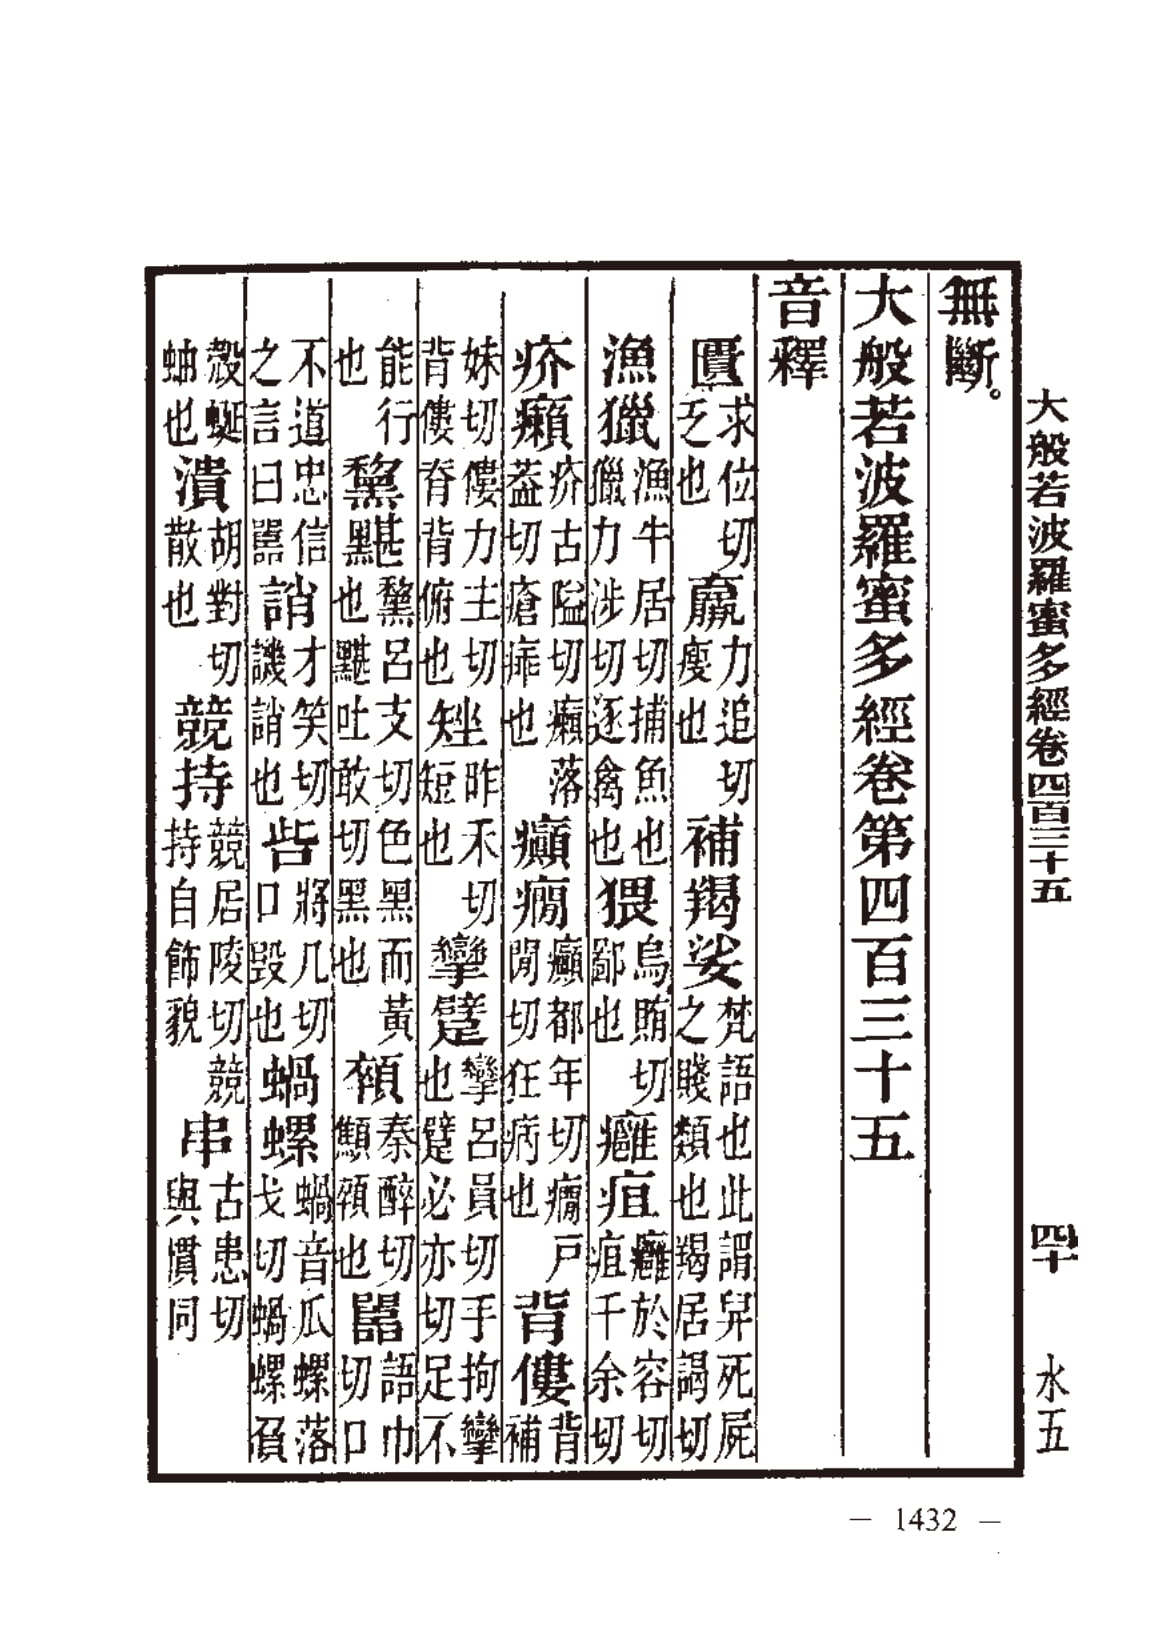 大般若波羅蜜多經卷四百三十五 四十 水五
無斷。
大般若波羅蜜多經卷第四百三十五
音釋
匱求位切乏也羸力追切瘦也補羯娑梵語也此謂舁死屍之賤類也羯居謁切
漁獵漁牛居切捕魚也獵力涉切逐禽也猥烏賄切鄙也癰疽癰於容切疽千余切
疥癩疥古隘切癩落葢切瘡也癲癇癲都年切癇戶閒切狂病也背僂背補
妹切僂力主切背僂脊背俯也矬昨禾切短也攣躄攣呂員切手拘攣也躄必亦切足不
能行也黧黮黧呂支切色黑而黃黑也黮吐敢切黑也顇秦醉切顦顇也嚚語巾切口
不道忠信之言曰嚚誚才笑切譏誚也呰將几切口毀也蝸螺蝸音瓜螺落戈切蝸螺負
殼蜒蚰也潰胡對切散也競持競居陵切競持自飾貌串古患切與慣同
— 1432 —